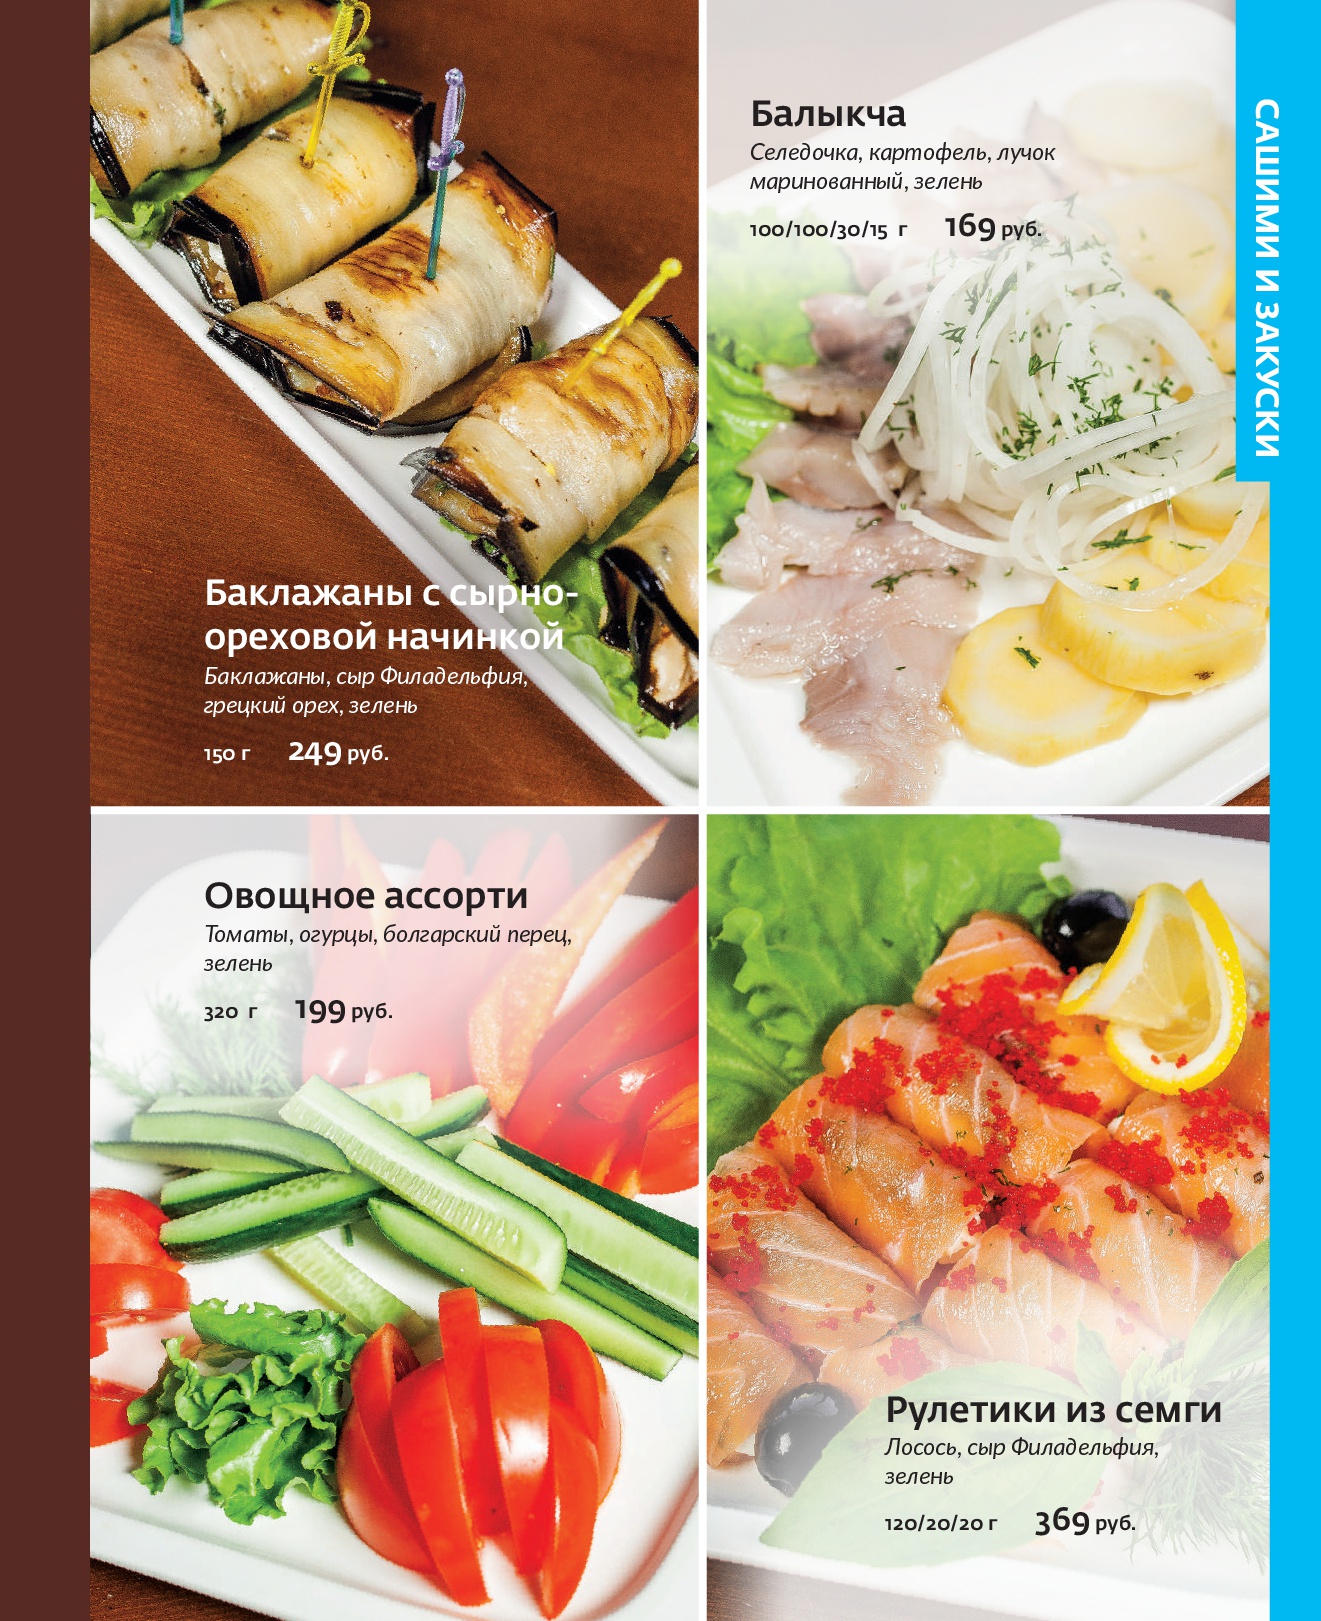 Баклажаны с сырно-
ореховой начинкой
Баклажаны, сыр Филадельфия,
грецкий орех, зелень
150 г 249 руб.
Балыкча
Селедочка, картофель, лучок
маринованный, зелень
100/100/30/15 г 169 руб.
САШИМИ И ЗАКУСКИ
Овощное ассорти
Томаты, огурцы, болгарский перец,
зелень
320 г 199 руб.
Рулетики из семги
Лосось, сыр Филадельфия,
зелень
120/20/20 г 369 руб.